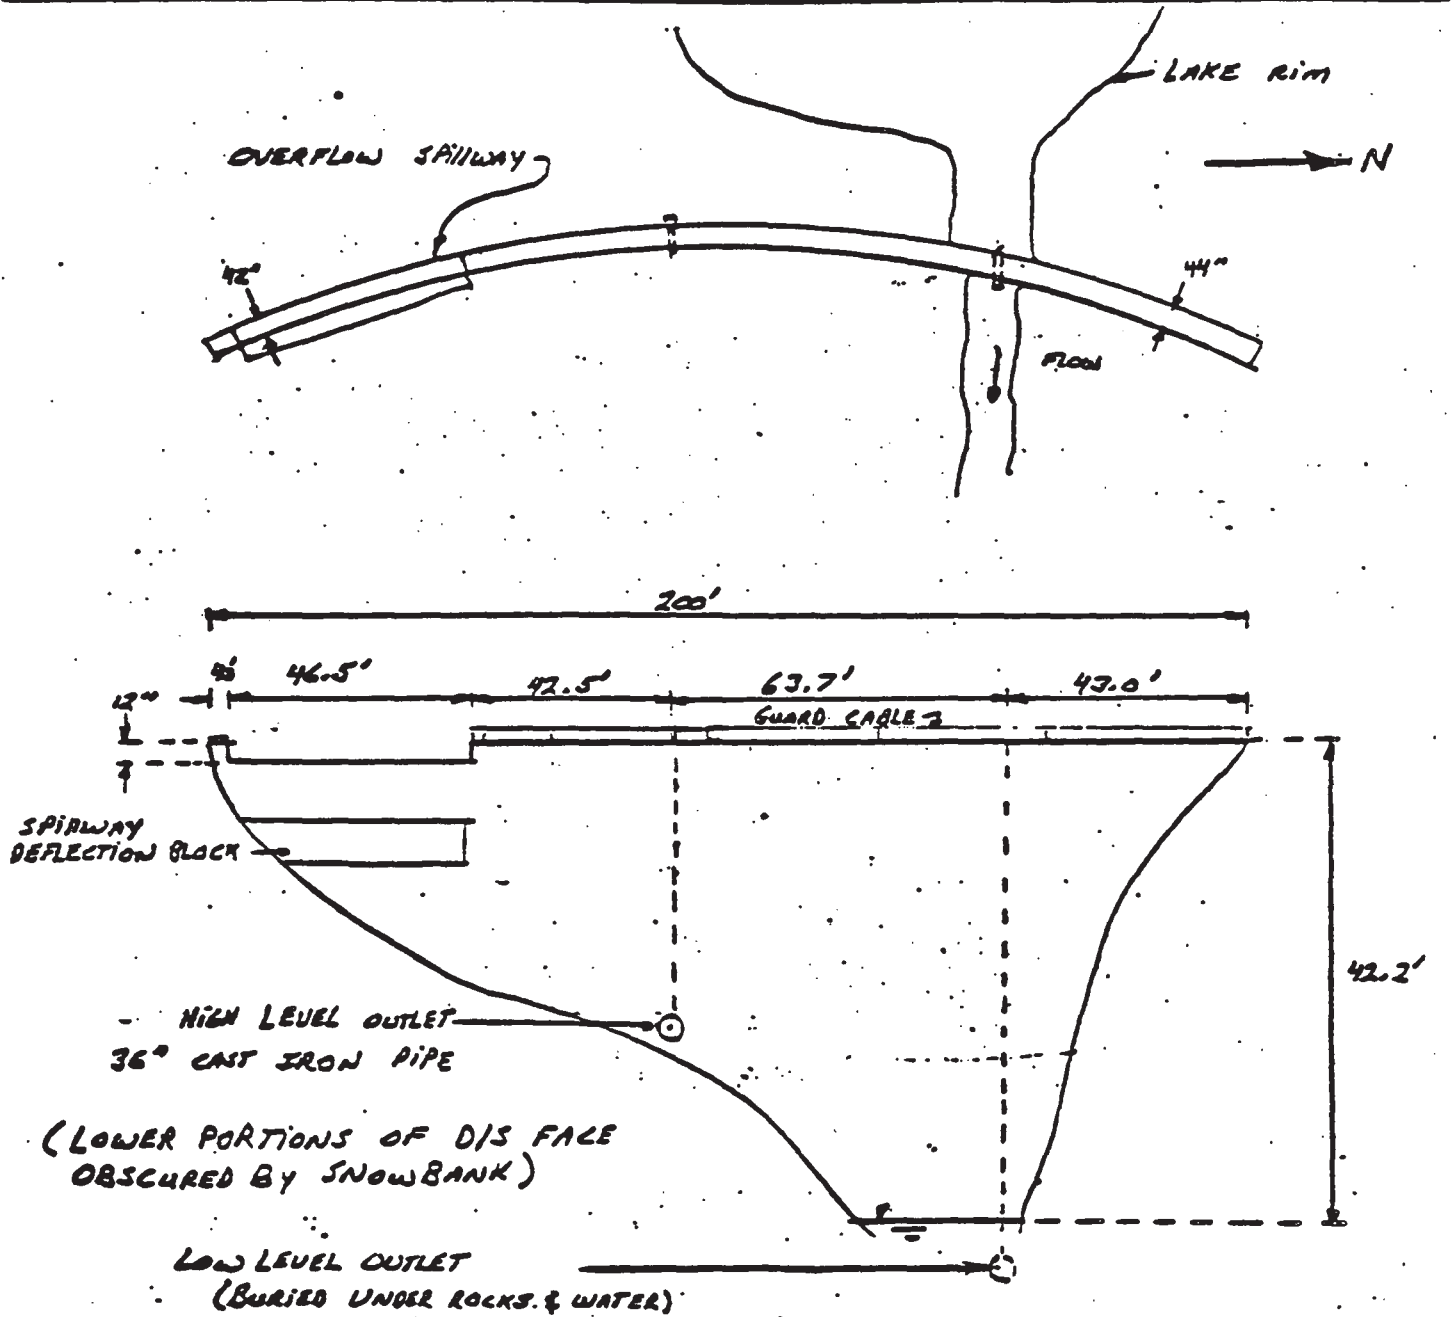 LAKE RIM
OVERFLOW SPILLWAY
N
42"
44"
FLOW
200'
46.5'
42.5'
63.7'
43.0'
12"
GUARD CABLE
SPILLWAY
DEFLECTION BLOCK
42.2'
HIGH LEVEL OUTLET
36" CAST IRON PIPE
(LOWER PORTIONS OF D/S FACE
OBSCURED BY SNOWBANK)
LOW LEVEL OUTLET
(BURIED UNDER ROCKS & WATER)